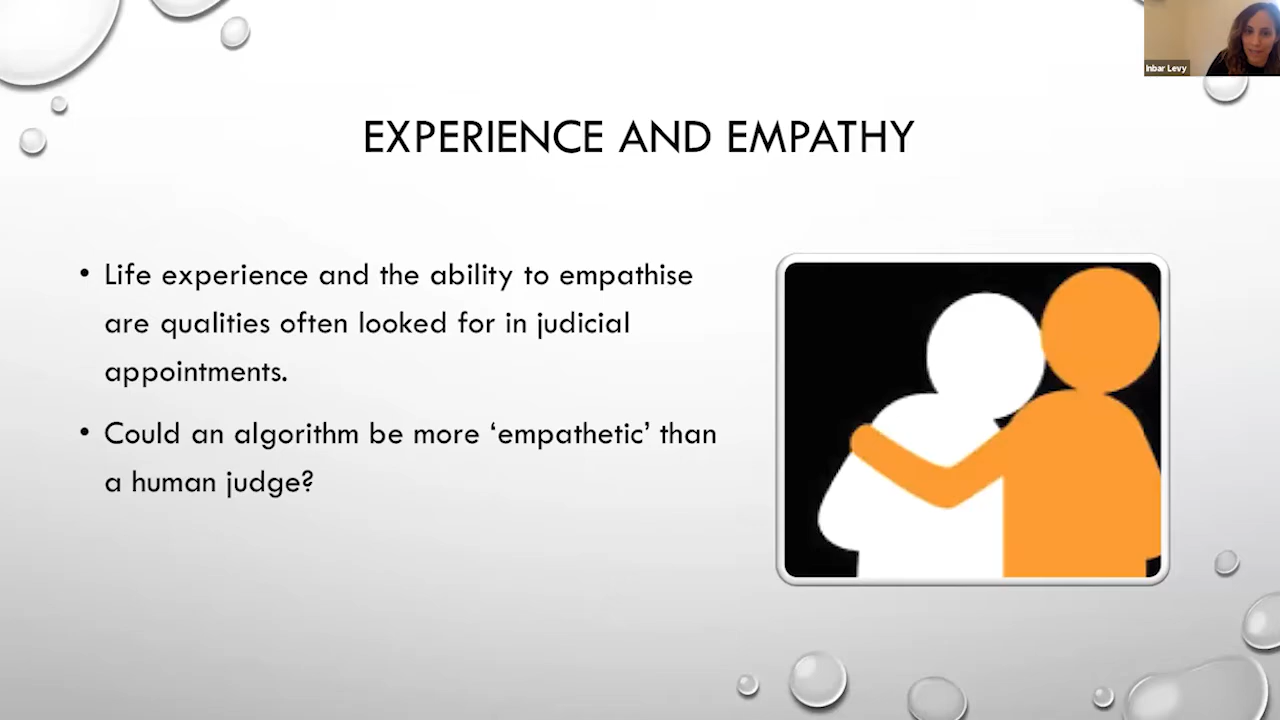 Inbar Levy
EXPERIENCE AND EMPATHY
• Life experience and the ability to empathise
are qualities often looked for in judicial
appointments.
• Could an algorithm be more ‘empathetic’ than
a human judge?